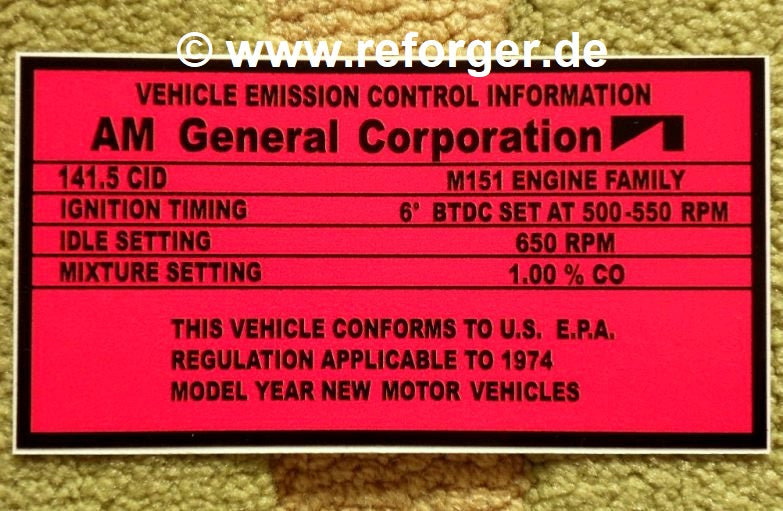 © www.reforger.de
VEHICLE EMISSION CONTROL INFORMATION
AM General Corporation
141.5 CID M151 ENGINE FAMILY
IGNITION TIMING 6° BTDC SET AT 500-550 RPM
IDLE SETTING 650 RPM
MIXTURE SETTING 1.00 % CO
THIS VEHICLE CONFORMS TO U.S. E.P.A.
REGULATION APPLICABLE TO 1974
MODEL YEAR NEW MOTOR VEHICLES